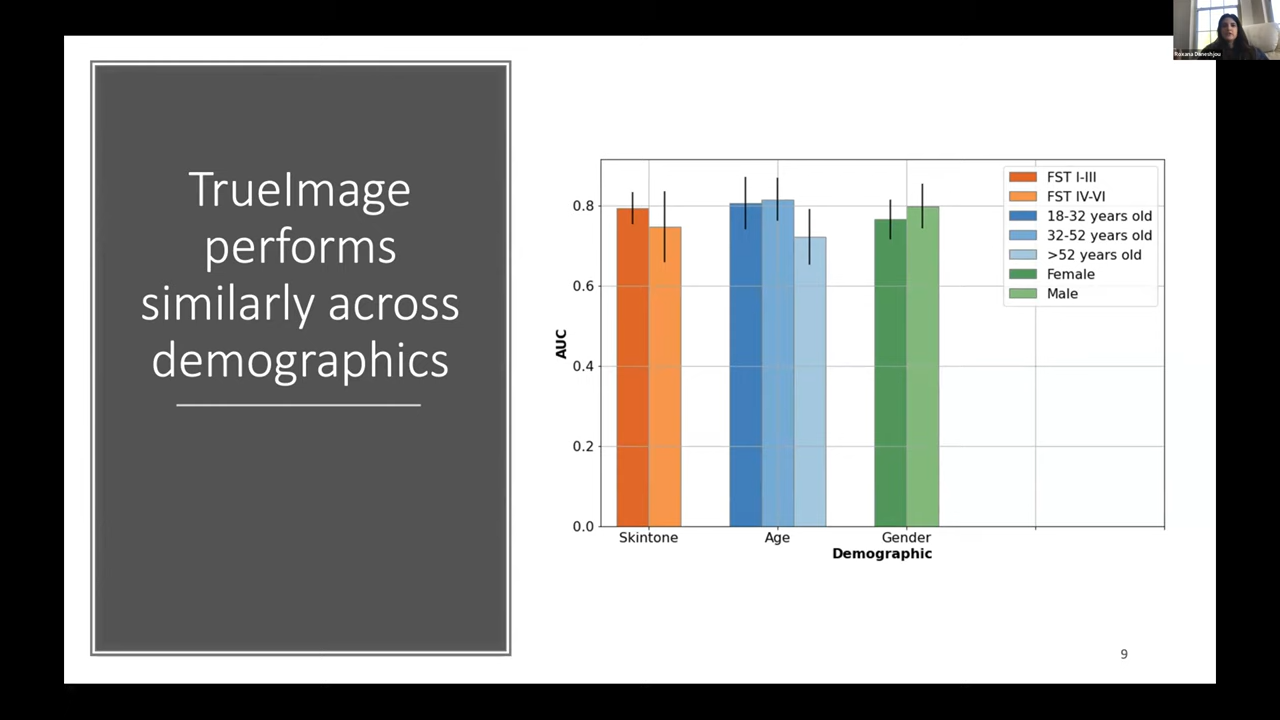 Roxana Daneshjou
TrueImage
performs
similarly across
demographics
AUC
0.8
0.6
0.4
0.2
0.0
Skintone
Age
Gender
Demographic
FST I-III
FST IV-VI
18-32 years old
32-52 years old
>52 years old
Female
Male
9